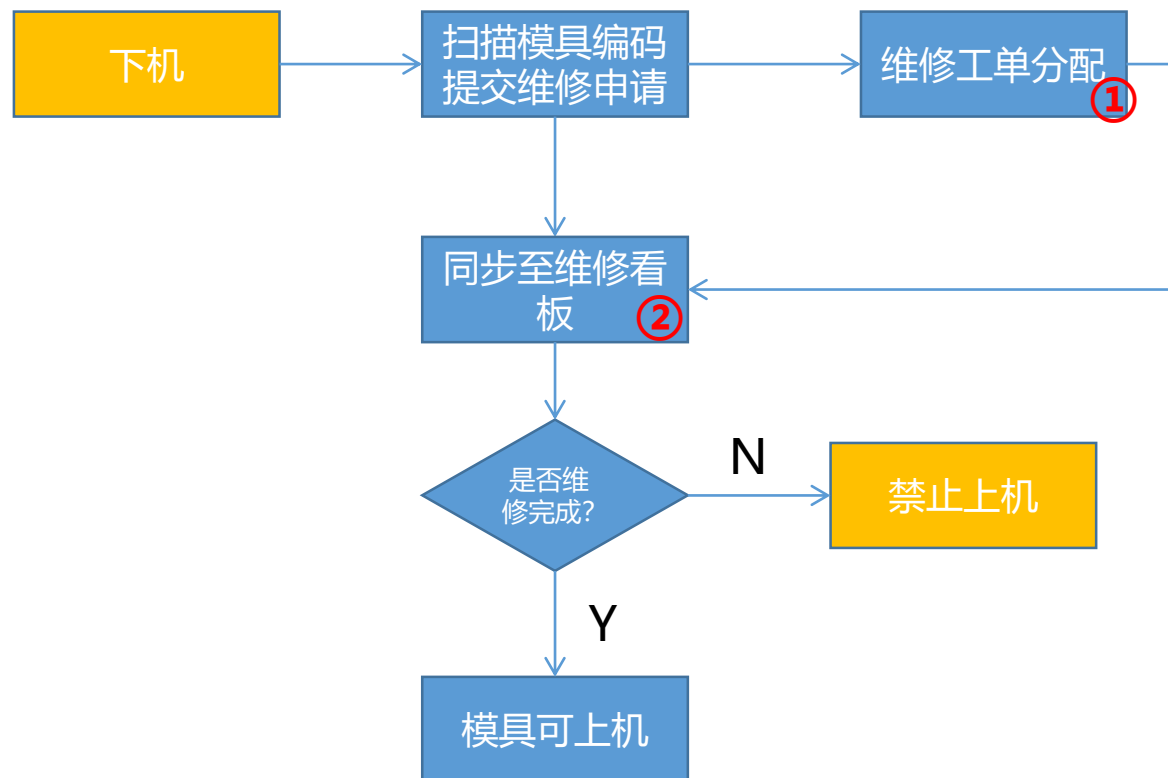 下机
扫描模具编码
提交维修申请
维修工单分配
①
同步至维修看
板
②
是否维
修完成?
N
禁止上机
Y
模具可上机